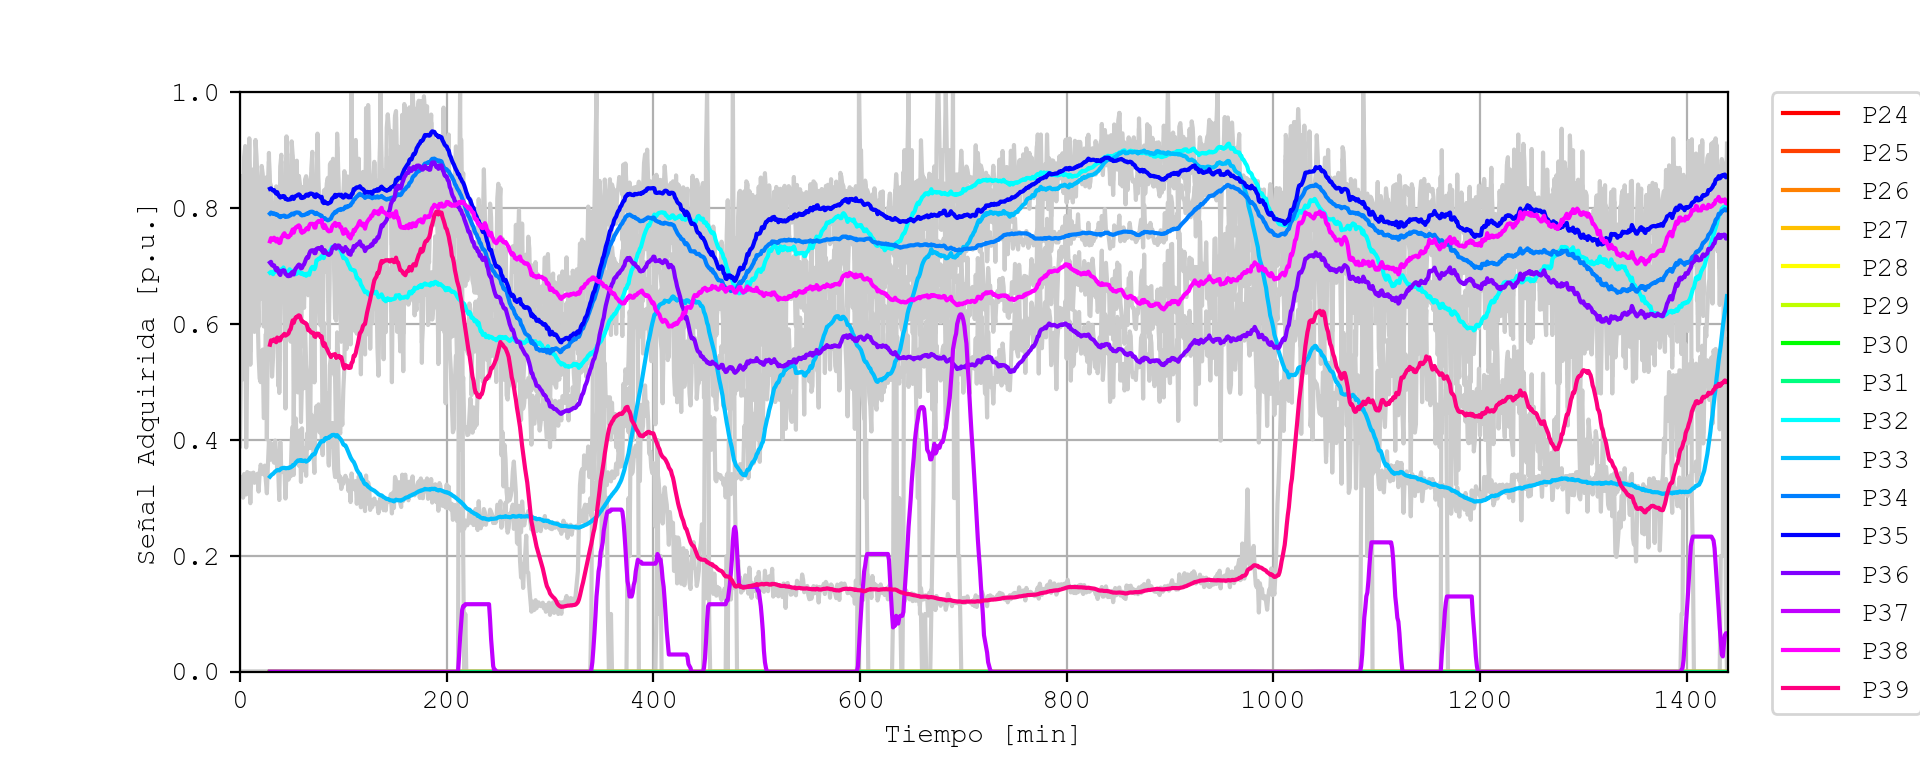 1.0
0.8
0.6
0.4
0.2
0.0
Señal Adquirida [p.u.]
0 200 400 600 800 1000 1200 1400
Tiempo [min]
P24
P25
P26
P27
P28
P29
P30
P31
P32
P33
P34
P35
P36
P37
P38
P39